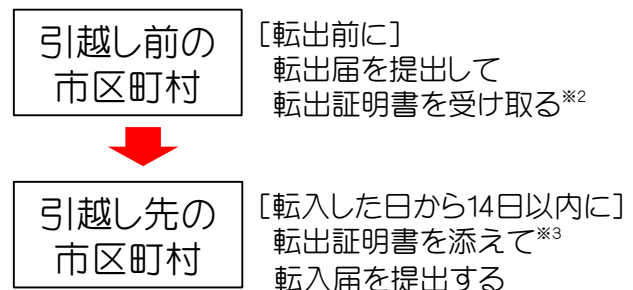 引越し前の
市区町村
[転出前に]
転出届を提出して
転出証明書を受け取る※2
引越し先の
市区町村
[転入した日から14日以内に]
転出証明書を添えて※3
転入届を提出する